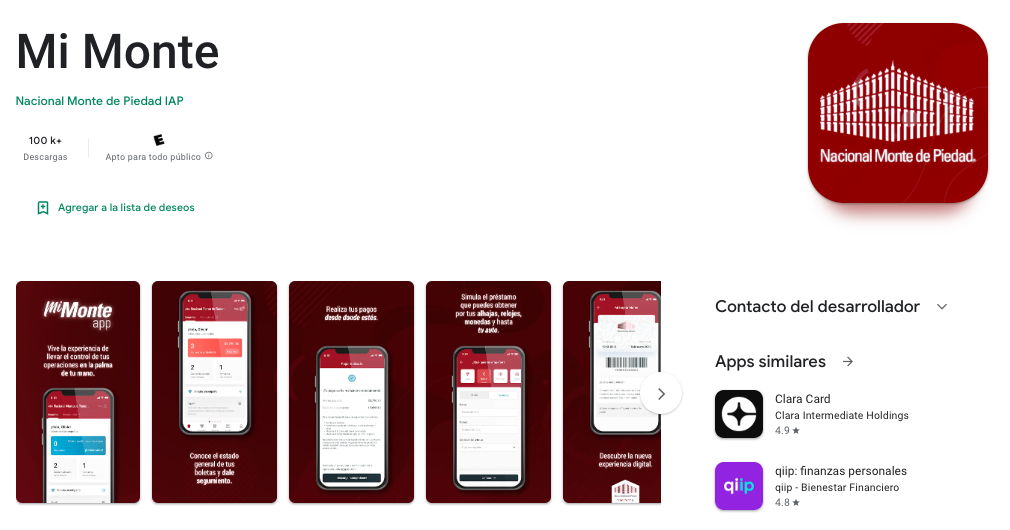 Mi Monte
Nacional Monte de Piedad IAP
100 k+
Descargas
E
Apto para todo público
Agregar a la lista de deseos
Nacional Monte de Piedad
mi Monte
app
Vive la experiencia de
llevar el control de tus
operaciones en la palma
de tu mano.
Conoce el estado
general de tus
boletas y dale
seguimiento.
Realiza tus pagos
desde donde estés.
Simula el préstamo
que puedes obtener
por tus alhajas, relojes,
monedas y hasta
tu auto.
Descubre la nueva
experiencia digital.
Contacto del desarrollador
Apps similares
Clara Card
Clara Intermediate Holdings
4.9
qiip
qiip: finanzas personales
qiip - Bienestar Financiero
4.8